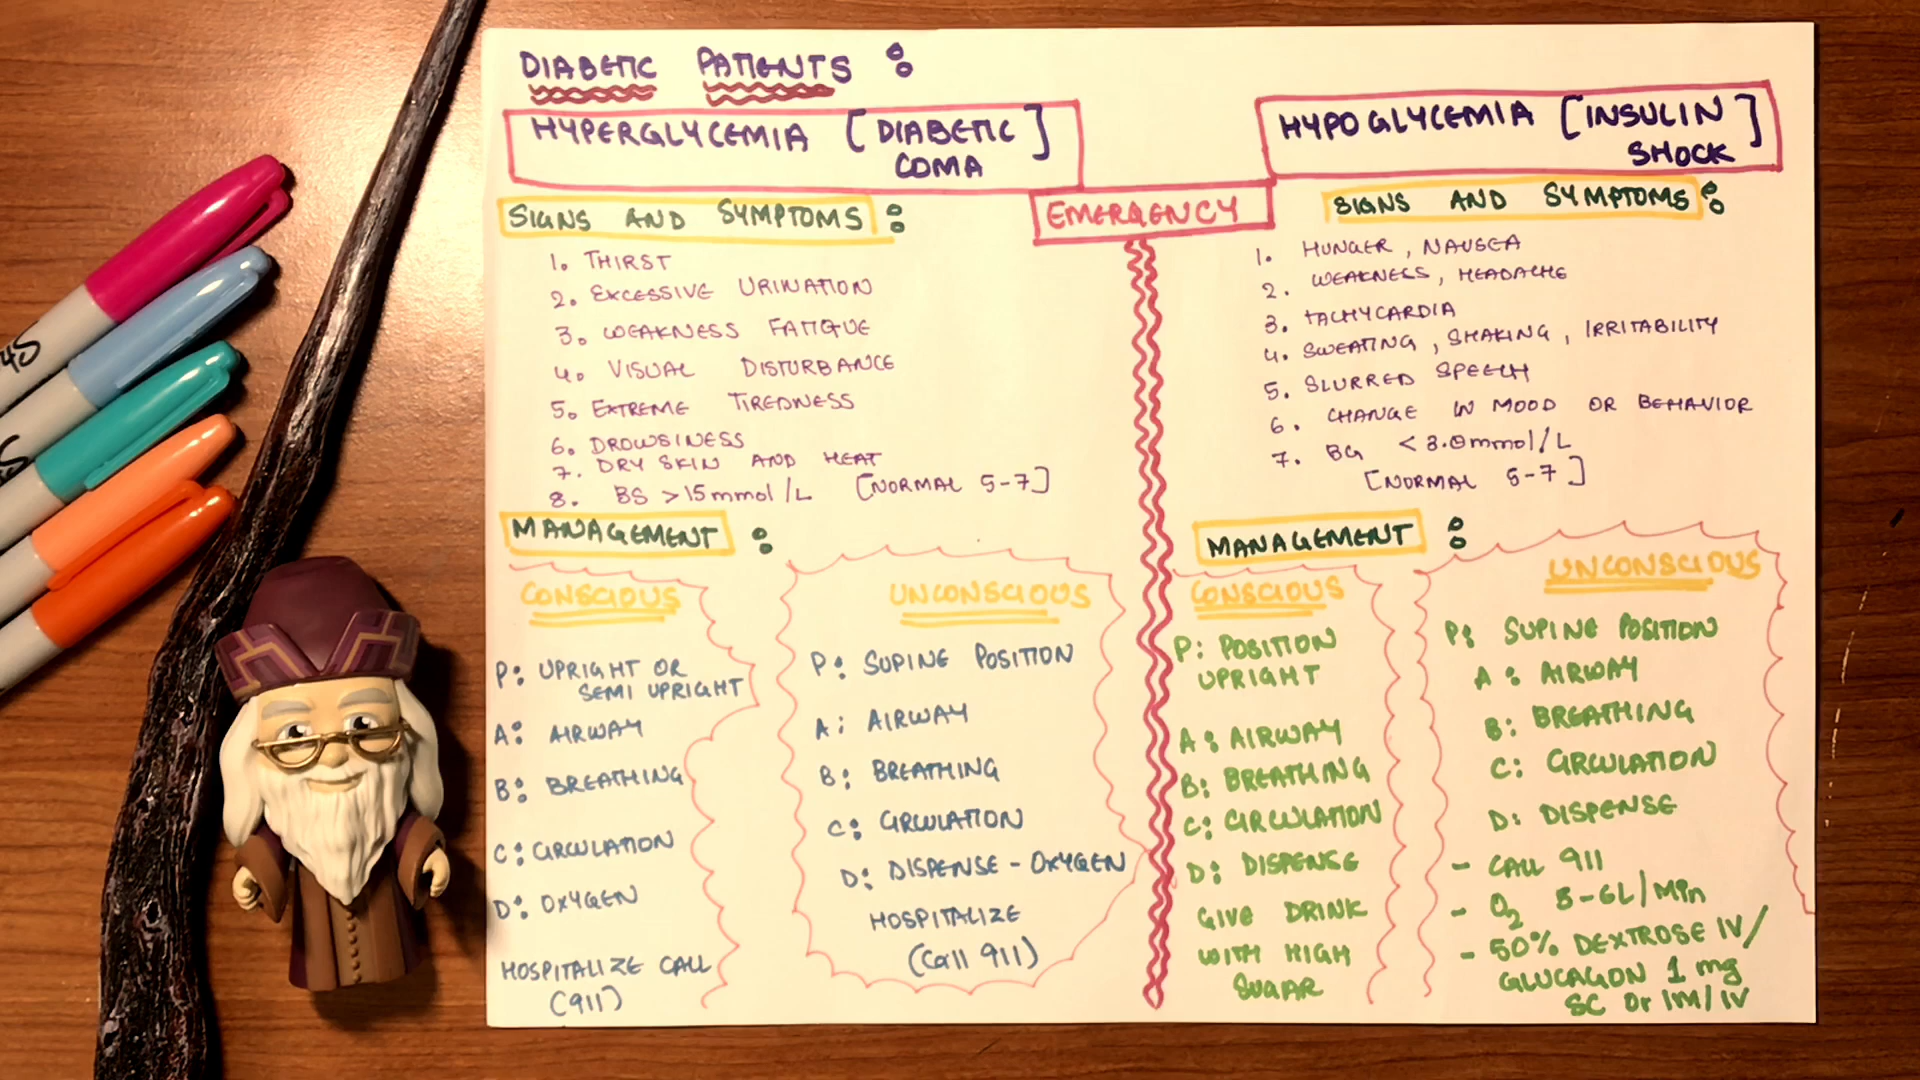 DIABETIC PATIENTS :
HYPERGLYCEMIA [DIABETIC
COMA]
HYPOGLYCEMIA [INSULIN
SHOCK]
EMERGENCY
SIGNS AND SYMPTOMS :
1. THIRST
2. EXCESSIVE URINATION
3. WEAKNESS FATIGUE
4. VISUAL DISTURBANCE
5. EXTREME TIREDNESS
6. DROWSINESS
7. DRY SKIN AND HEAT
8. BS >15mmol/L [NORMAL 5-7]
MANAGEMENT :
CONSCIOUS
P: UPRIGHT OR
SEMI UPRIGHT
A: AIRWAY
B: BREATHING
C: CIRCULATION
D: OXYGEN
HOSPITALIZE CALL
(911)
UNCONSCIOUS
P: SUPINE POSITION
A: AIRWAY
B: BREATHING
C: CIRCULATION
D: DISPENSE - OXYGEN
HOSPITALIZE
(Call 911)
SIGNS AND SYMPTOMS :
1. HUNGER, NAUSEA
2. WEAKNESS, HEADACHE
3. TACHYCARDIA
4. SWEATING, SHAKING, IRRITABILITY
5. SLURRED SPEECH
6. CHANGE IN MOOD OR BEHAVIOR
7. BG <3.0mmol/L
[NORMAL 5-7]
MANAGEMENT :
CONSCIOUS
P: POSITION
UPRIGHT
A: AIRWAY
B: BREATHING
C: CIRCULATION
D: DISPENSE
GIVE DRINK
WITH HIGH
SUGAR
UNCONSCIOUS
P: SUPINE POSITION
A: AIRWAY
B: BREATHING
C: CIRCULATION
D: DISPENSE
- CALL 911
- O2 5-6L/Min
- 50% DEXTROSE IV/
GLUCAGON 1 mg
SC Or IM/IV